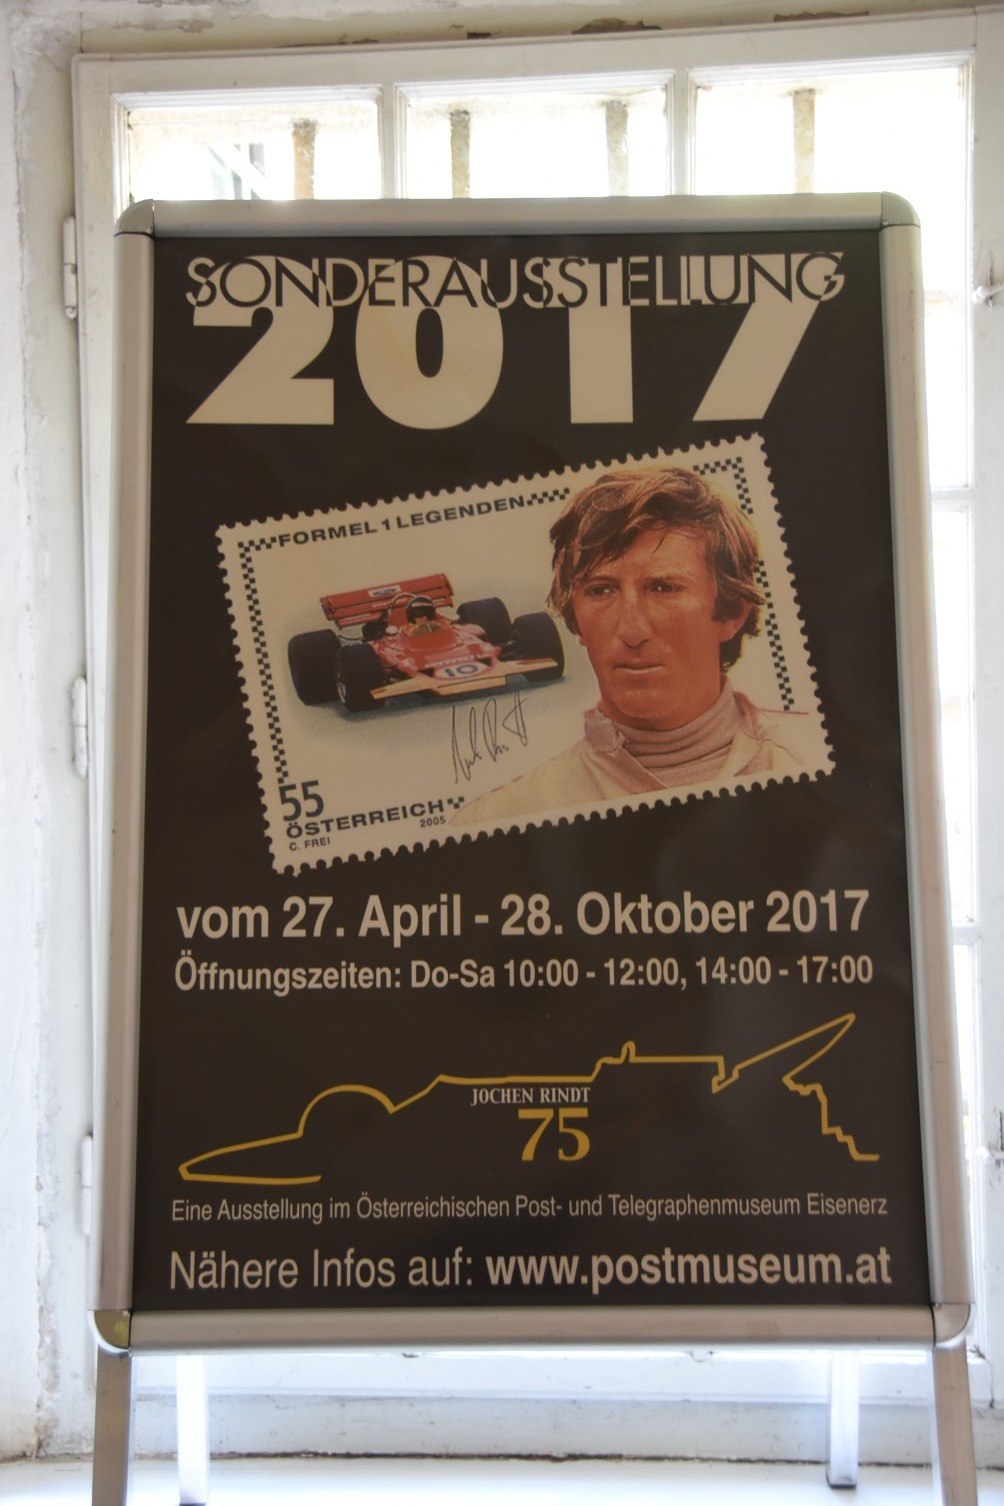 SONDERAUSSTELLUNG
2017
FORMEL 1 LEGENDEN
10
55
ÖSTERREICH
2005
C. FREI
vom 27. April - 28. Oktober 2017
Öffnungszeiten: Do-Sa 10:00 - 12:00, 14:00 - 17:00
JOCHEN RINDT
75
Eine Ausstellung im Österreichischen Post- und Telegraphenmuseum Eisenerz
Nähere Infos auf: www.postmuseum.at